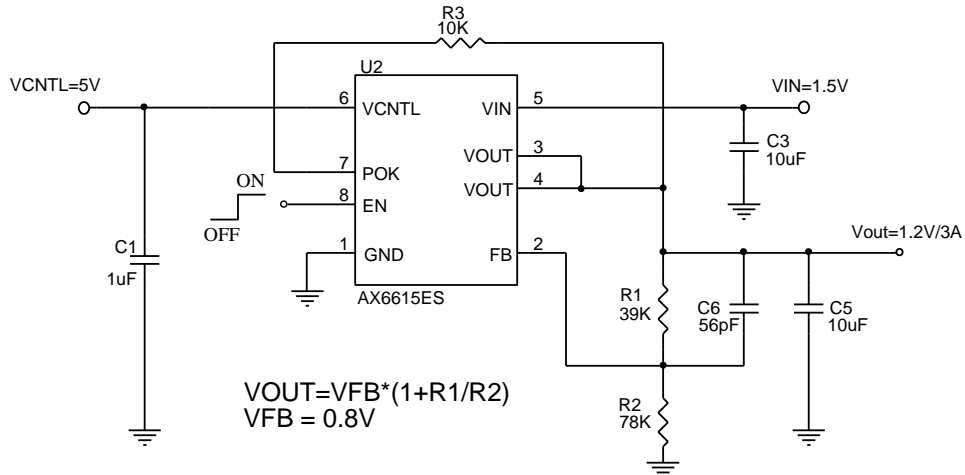 R3
10K
U2
VCNTL=5V
6
VCNTL
VIN
5
VIN=1.5V
VOUT
3
C3
10uF
7
POK
VOUT
4
ON
8
EN
OFF
Vout=1.2V/3A
C1
1uF
1
GND
FB
2
AX6615ES
R1
39K
C6
56pF
C5
10uF
VOUT=VFB*(1+R1/R2)
VFB = 0.8V
R2
78K